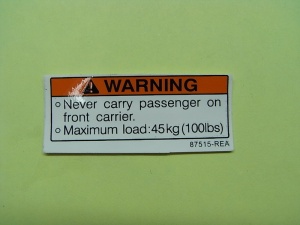 WARNING
○ Never carry passenger on
front carrier.
○ Maximum load:45kg(100lbs)
87515-REA